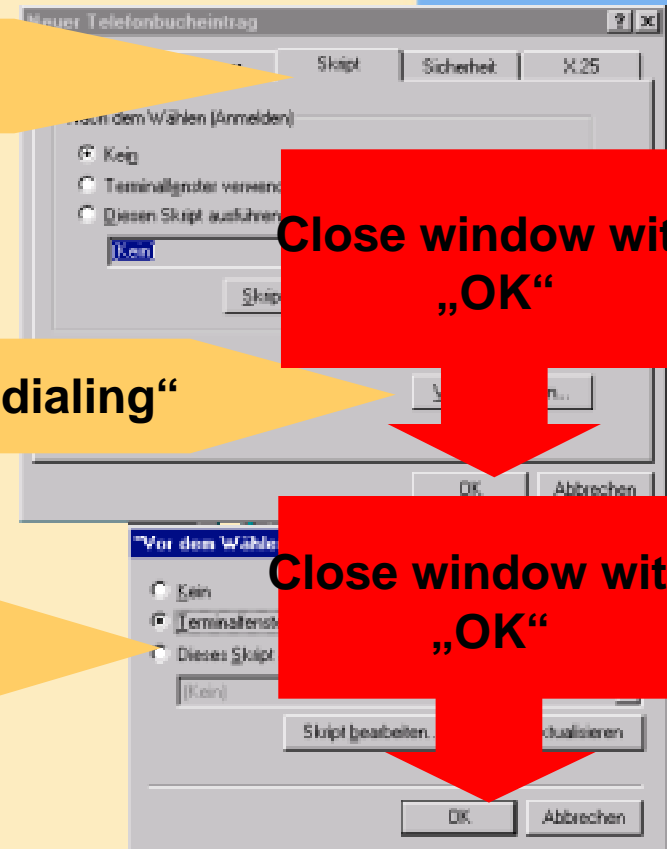 Neuer Telefonbucheintrag
Skript
Sicherheit
X.25
Nach dem Wählen (Anmelden)
Kein
Terminalfenster verwend
Diesen Skript ausführen
(Kein)
Skrip
Close window wit
„OK“
dialing“
n...
OK
Abbrechen
"Vor dem Wähle
Kein
Terminalfenst
Dieses Skript
(Kein)
Close window wit
„OK“
Skript bearbeiten..
ktualisieren
OK
Abbrechen